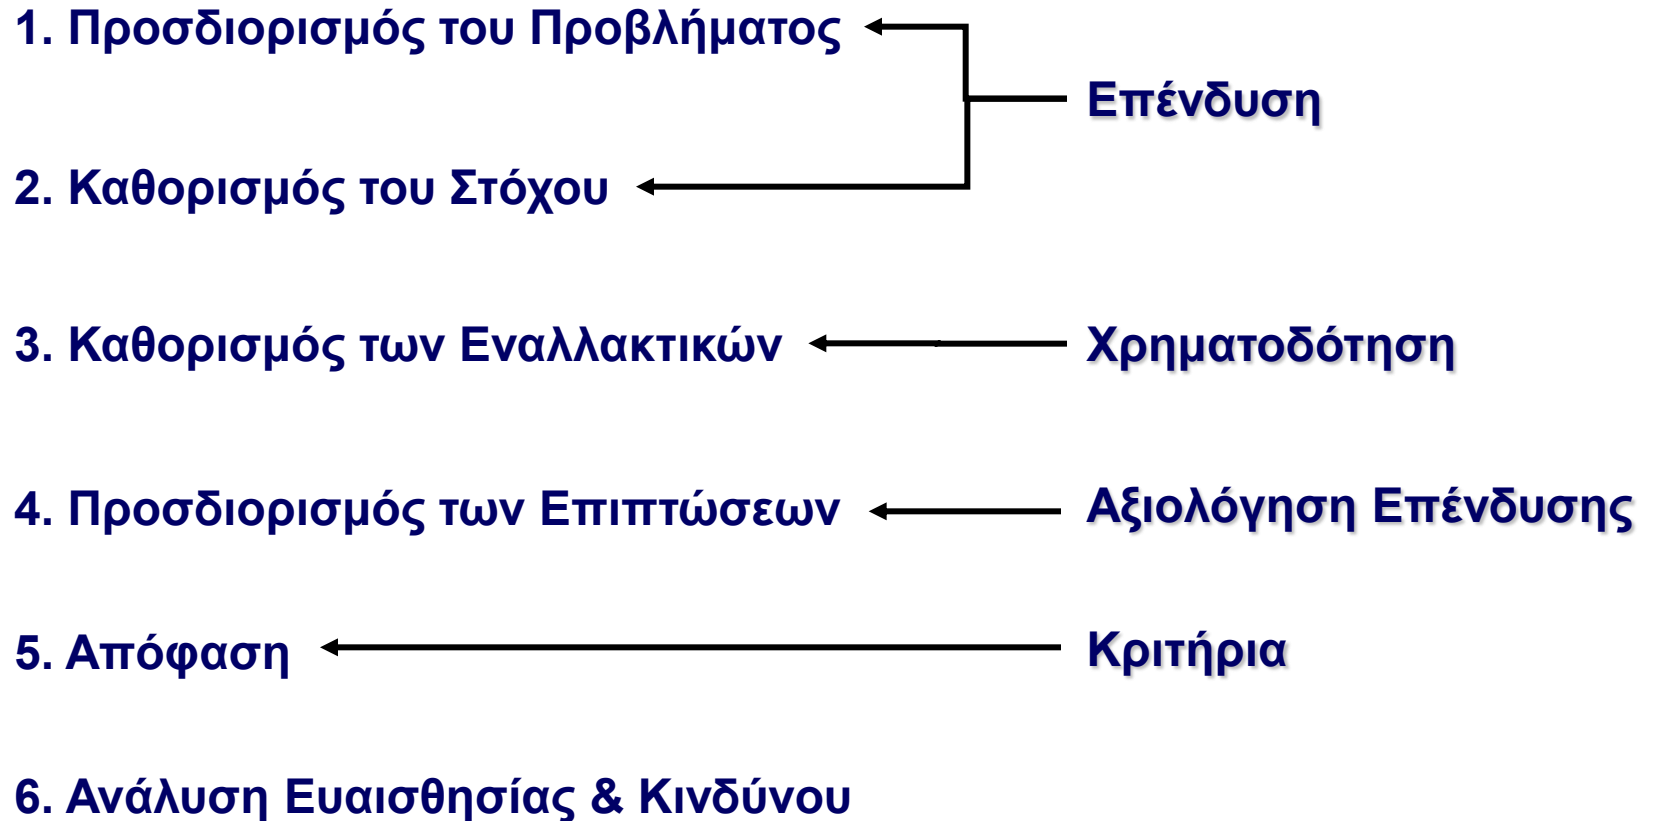 1. Προσδιορισμός του Προβλήματος
Επένδυση
2. Καθορισμός του Στόχου
3. Καθορισμός των Εναλλακτικών
Χρηματοδότηση
4. Προσδιορισμός των Επιπτώσεων
Αξιολόγηση Επένδυσης
5. Απόφαση
Κριτήρια
6. Ανάλυση Ευαισθησίας & Κινδύνου